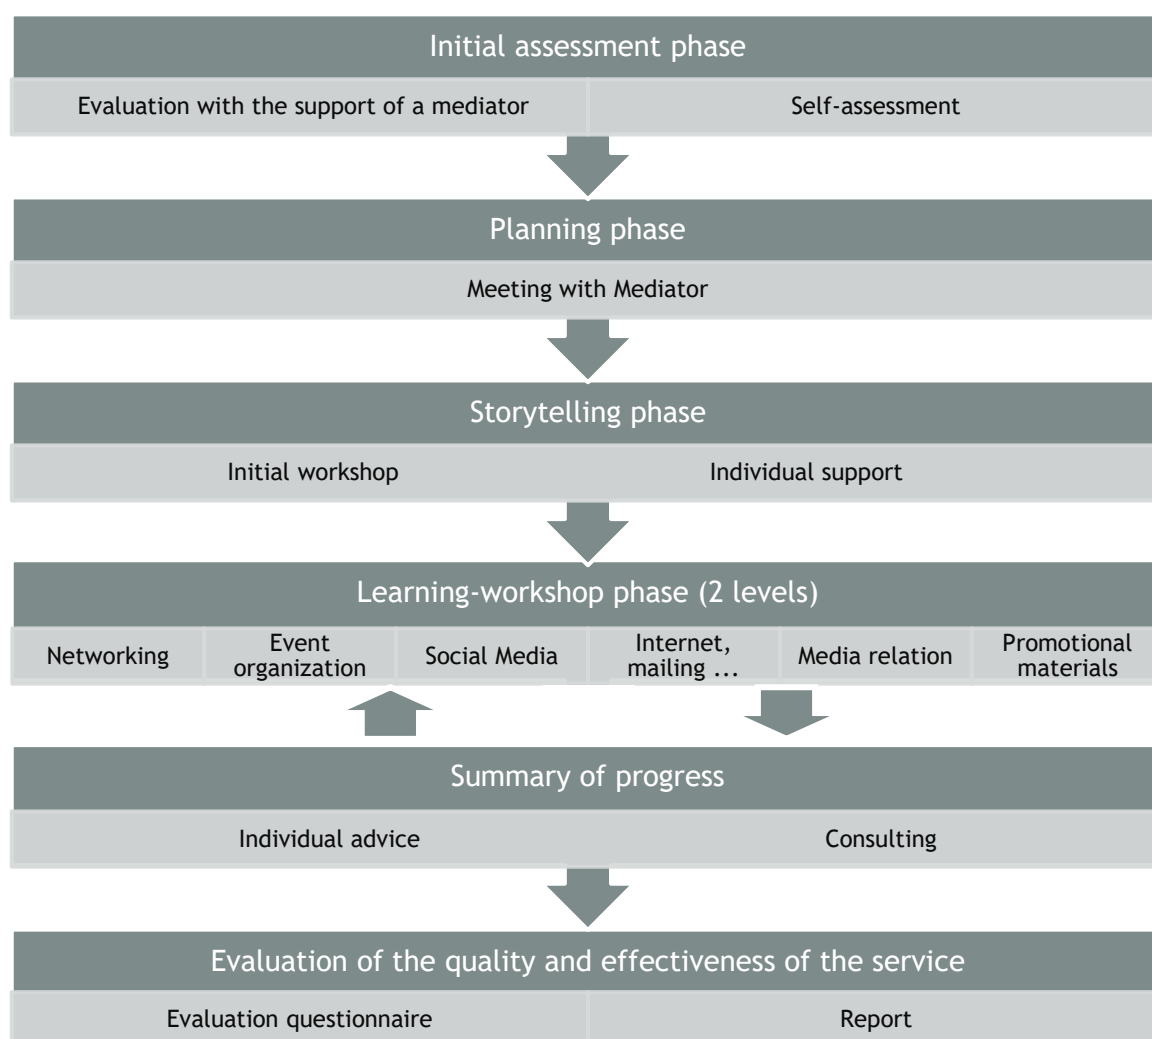 Initial assessment phase
Evaluation with the support of a mediator
Self-assessment
Planning phase
Meeting with Mediator
Storytelling phase
Initial workshop
Individual support
Learning-workshop phase (2 levels)
Networking
Event
organization
Social Media
Internet,
mailing ...
Media relation
Promotional
materials
Summary of progress
Individual advice
Consulting
Evaluation of the quality and effectiveness of the service
Evaluation questionnaire
Report